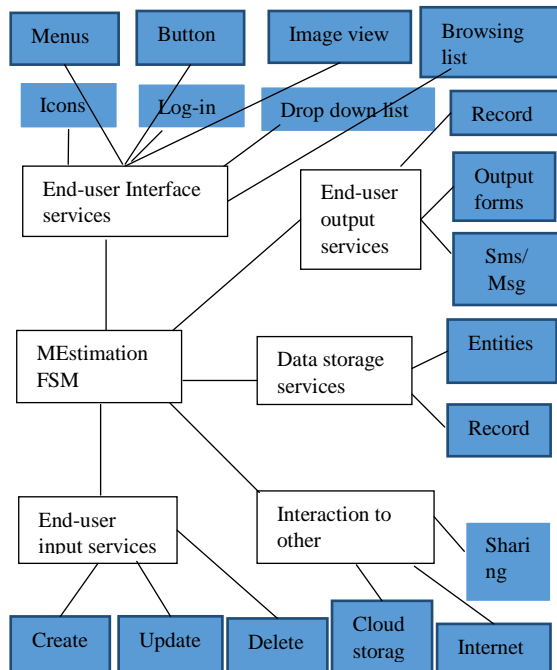 Menus
Button
Image view
Browsing
list
Icons
Log-in
Drop down list
Record
End-user Interface
services
End-user
output
services
Output
forms
Sms/
Msg
MEstimation
FSM
Data storage
services
Entities
Record
End-user
input services
Interaction to
other
Shari
ng
Create
Update
Delete
Cloud
storag
Internet